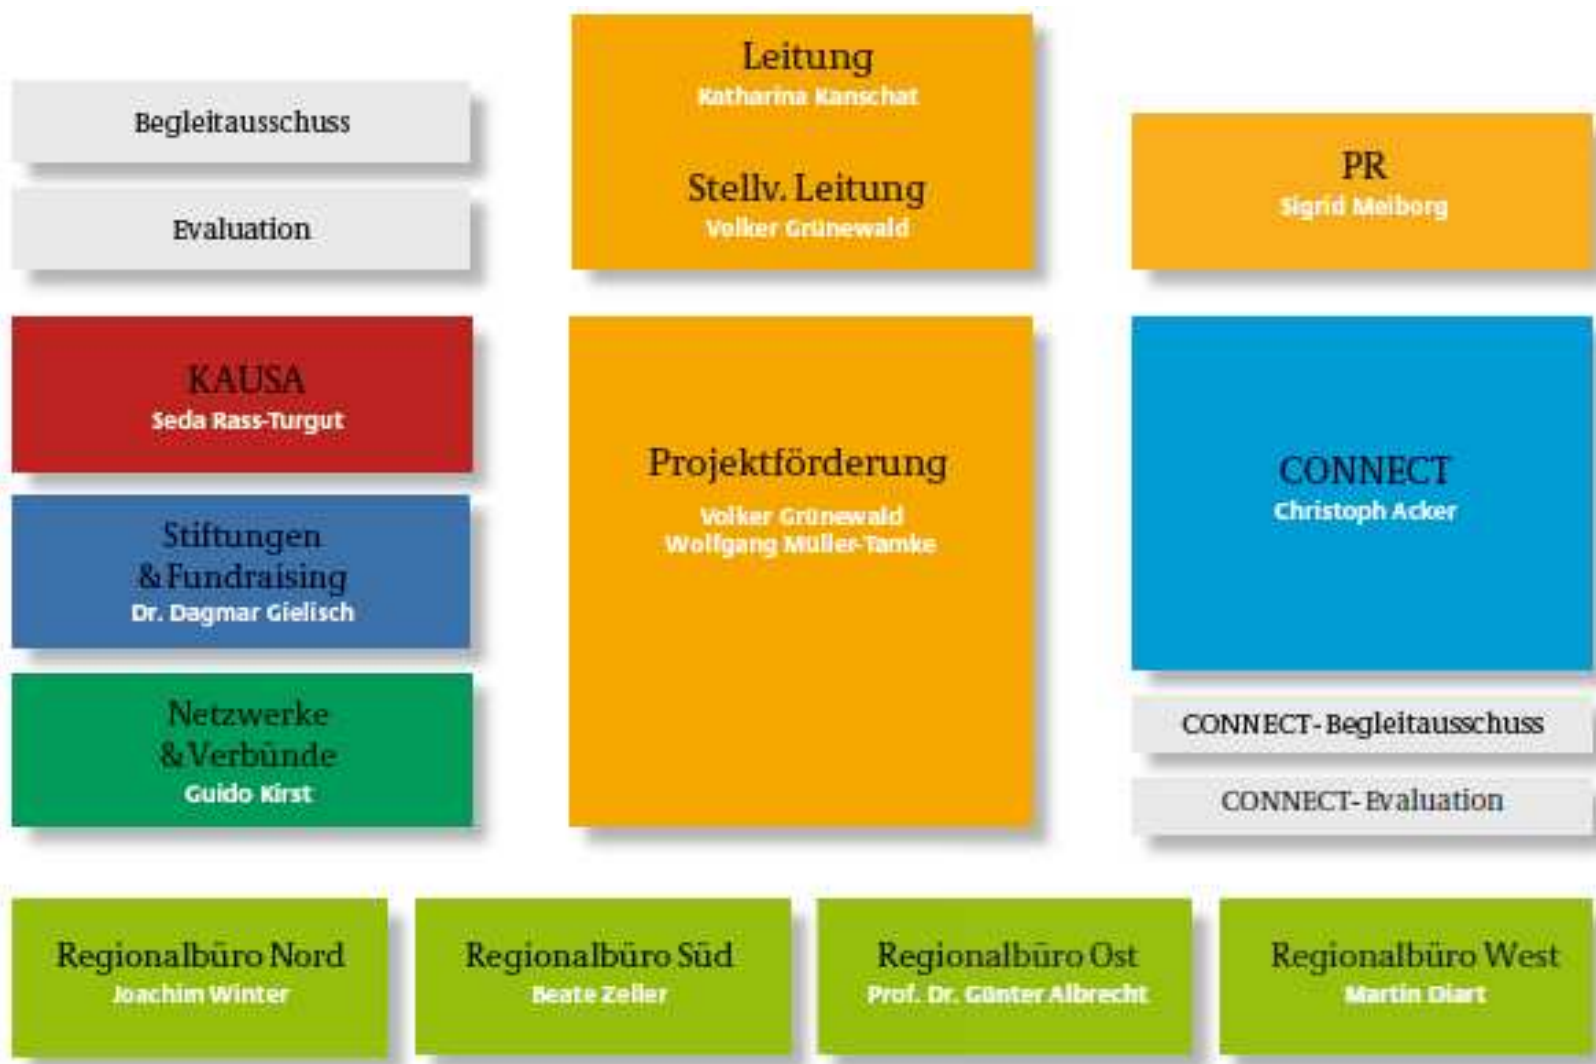 Leitung
Katharina Kanschat
Stellv. Leitung
Volker Grünewald
Begleitausschuss
Evaluation
PR
Sigrid Meiborg
KAUSA
Seda Rass-Turgut
Stiftungen
& Fundraising
Dr. Dagmar Gielisch
Netzwerke
& Verbünde
Guido Kirst
Projektförderung
Volker Grünewald
Wolfgang Müller-Tamke
CONNECT
Christoph Acker
CONNECT- Begleitausschuss
CONNECT- Evaluation
Regionalbüro Nord
Joachim Winter
Regionalbüro Süd
Beate Zeller
Regionalbüro Ost
Prof. Dr. Günter Albrecht
Regionalbüro West
Martin Diart